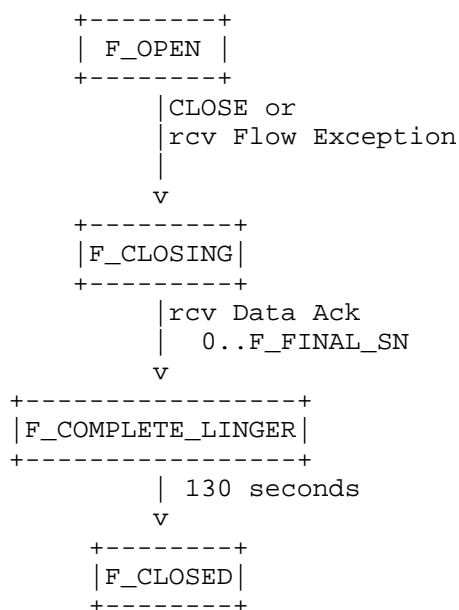 +--------+
| F_OPEN |
+--------+
|CLOSE or
|rcv Flow Exception
|
v
+---------+
|F_CLOSING|
+---------+
|rcv Data Ack
| 0..F_FINAL_SN
v
+-----------------+
|F_COMPLETE_LINGER|
+-----------------+
| 130 seconds
v
+--------+
|F_CLOSED|
+--------+